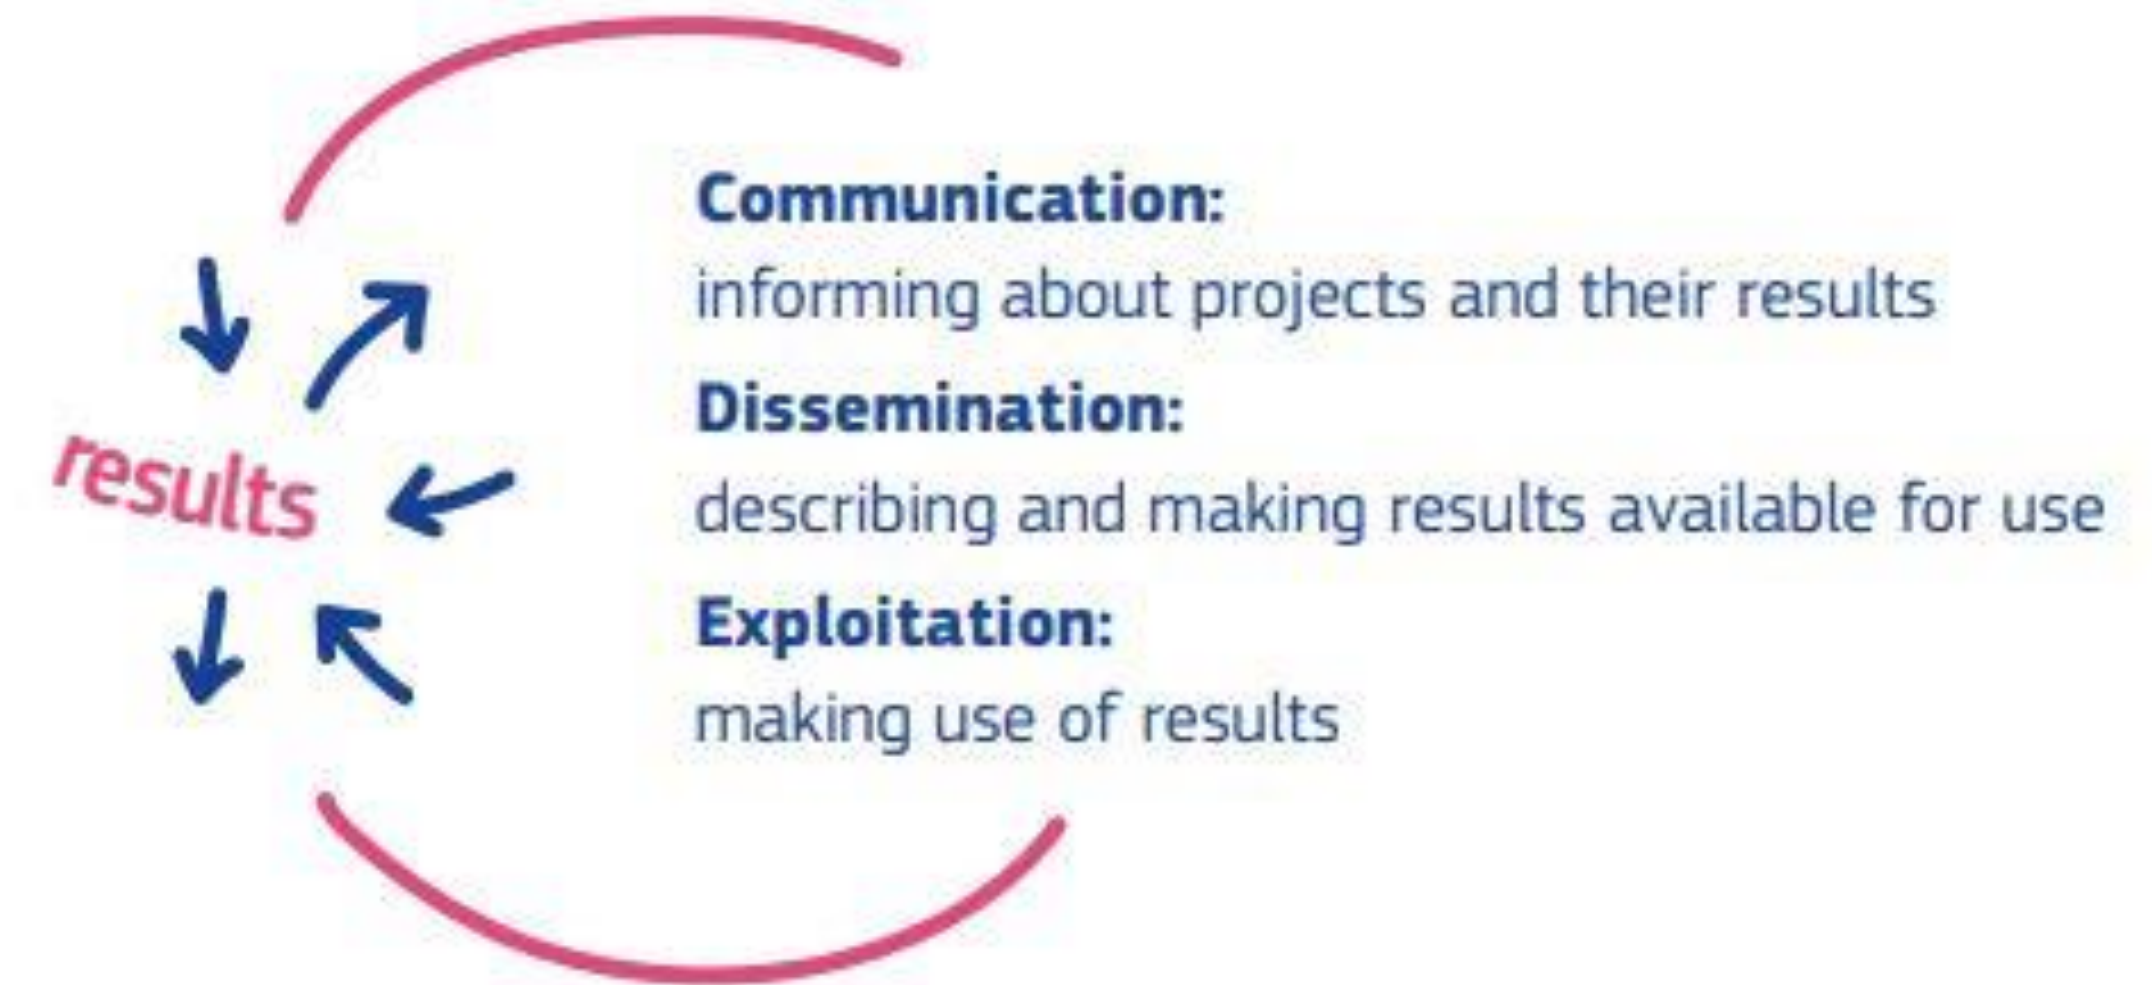 Communication:
informing about projects and their results
Dissemination:
results
describing and making results available for use
Exploitation:
making use of results